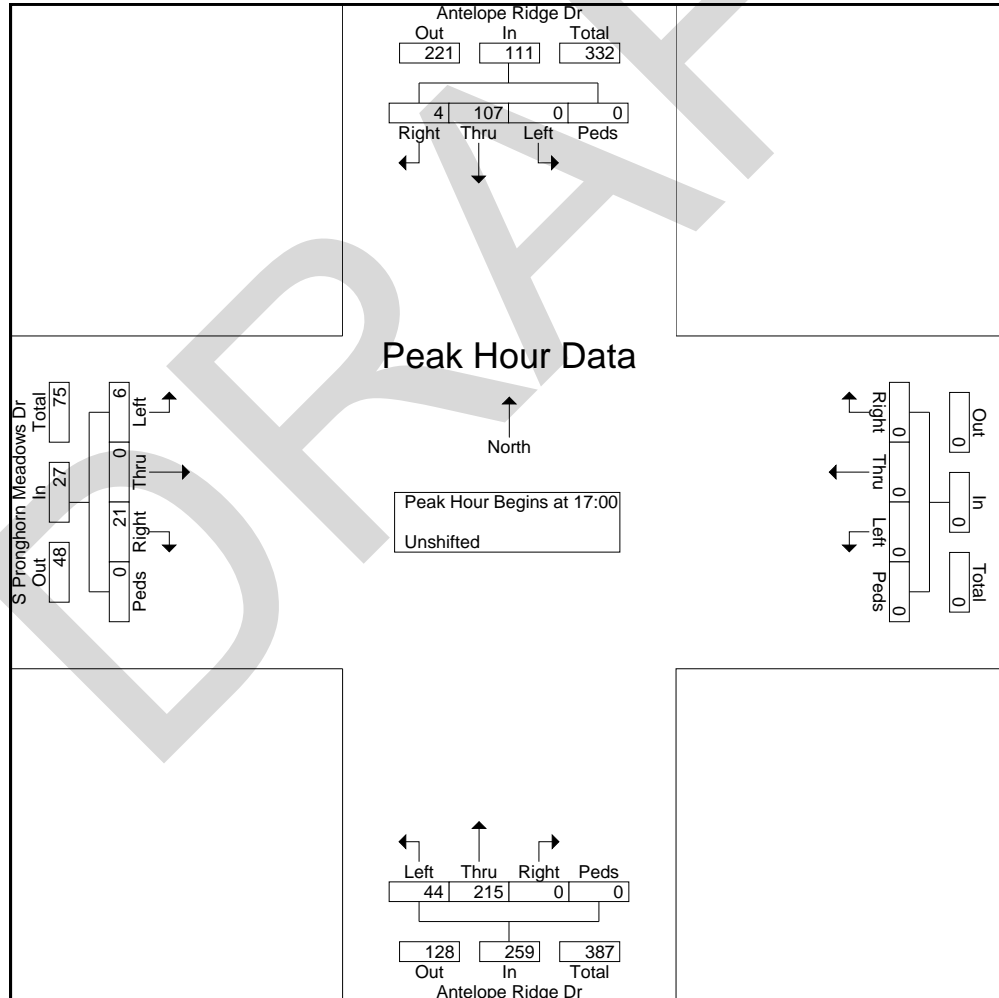 Antelope Ridge Dr
Out In Total
221 111 332
4 107 0 0
Right Thru Left Peds
Peak Hour Data
North
Peak Hour Begins at 17:00
Unshifted
S Pronghorn Meadows Dr
Out In Total
48 27 75
Left Thru Right Peds
6 0 21 0
Right Thru Left Peds
0 0 0 0
Out In Total
0 0 0
Left Thru Right Peds
44 215 0 0
128 259 387
Out In Total
Antelope Ridge Dr
DRAFT